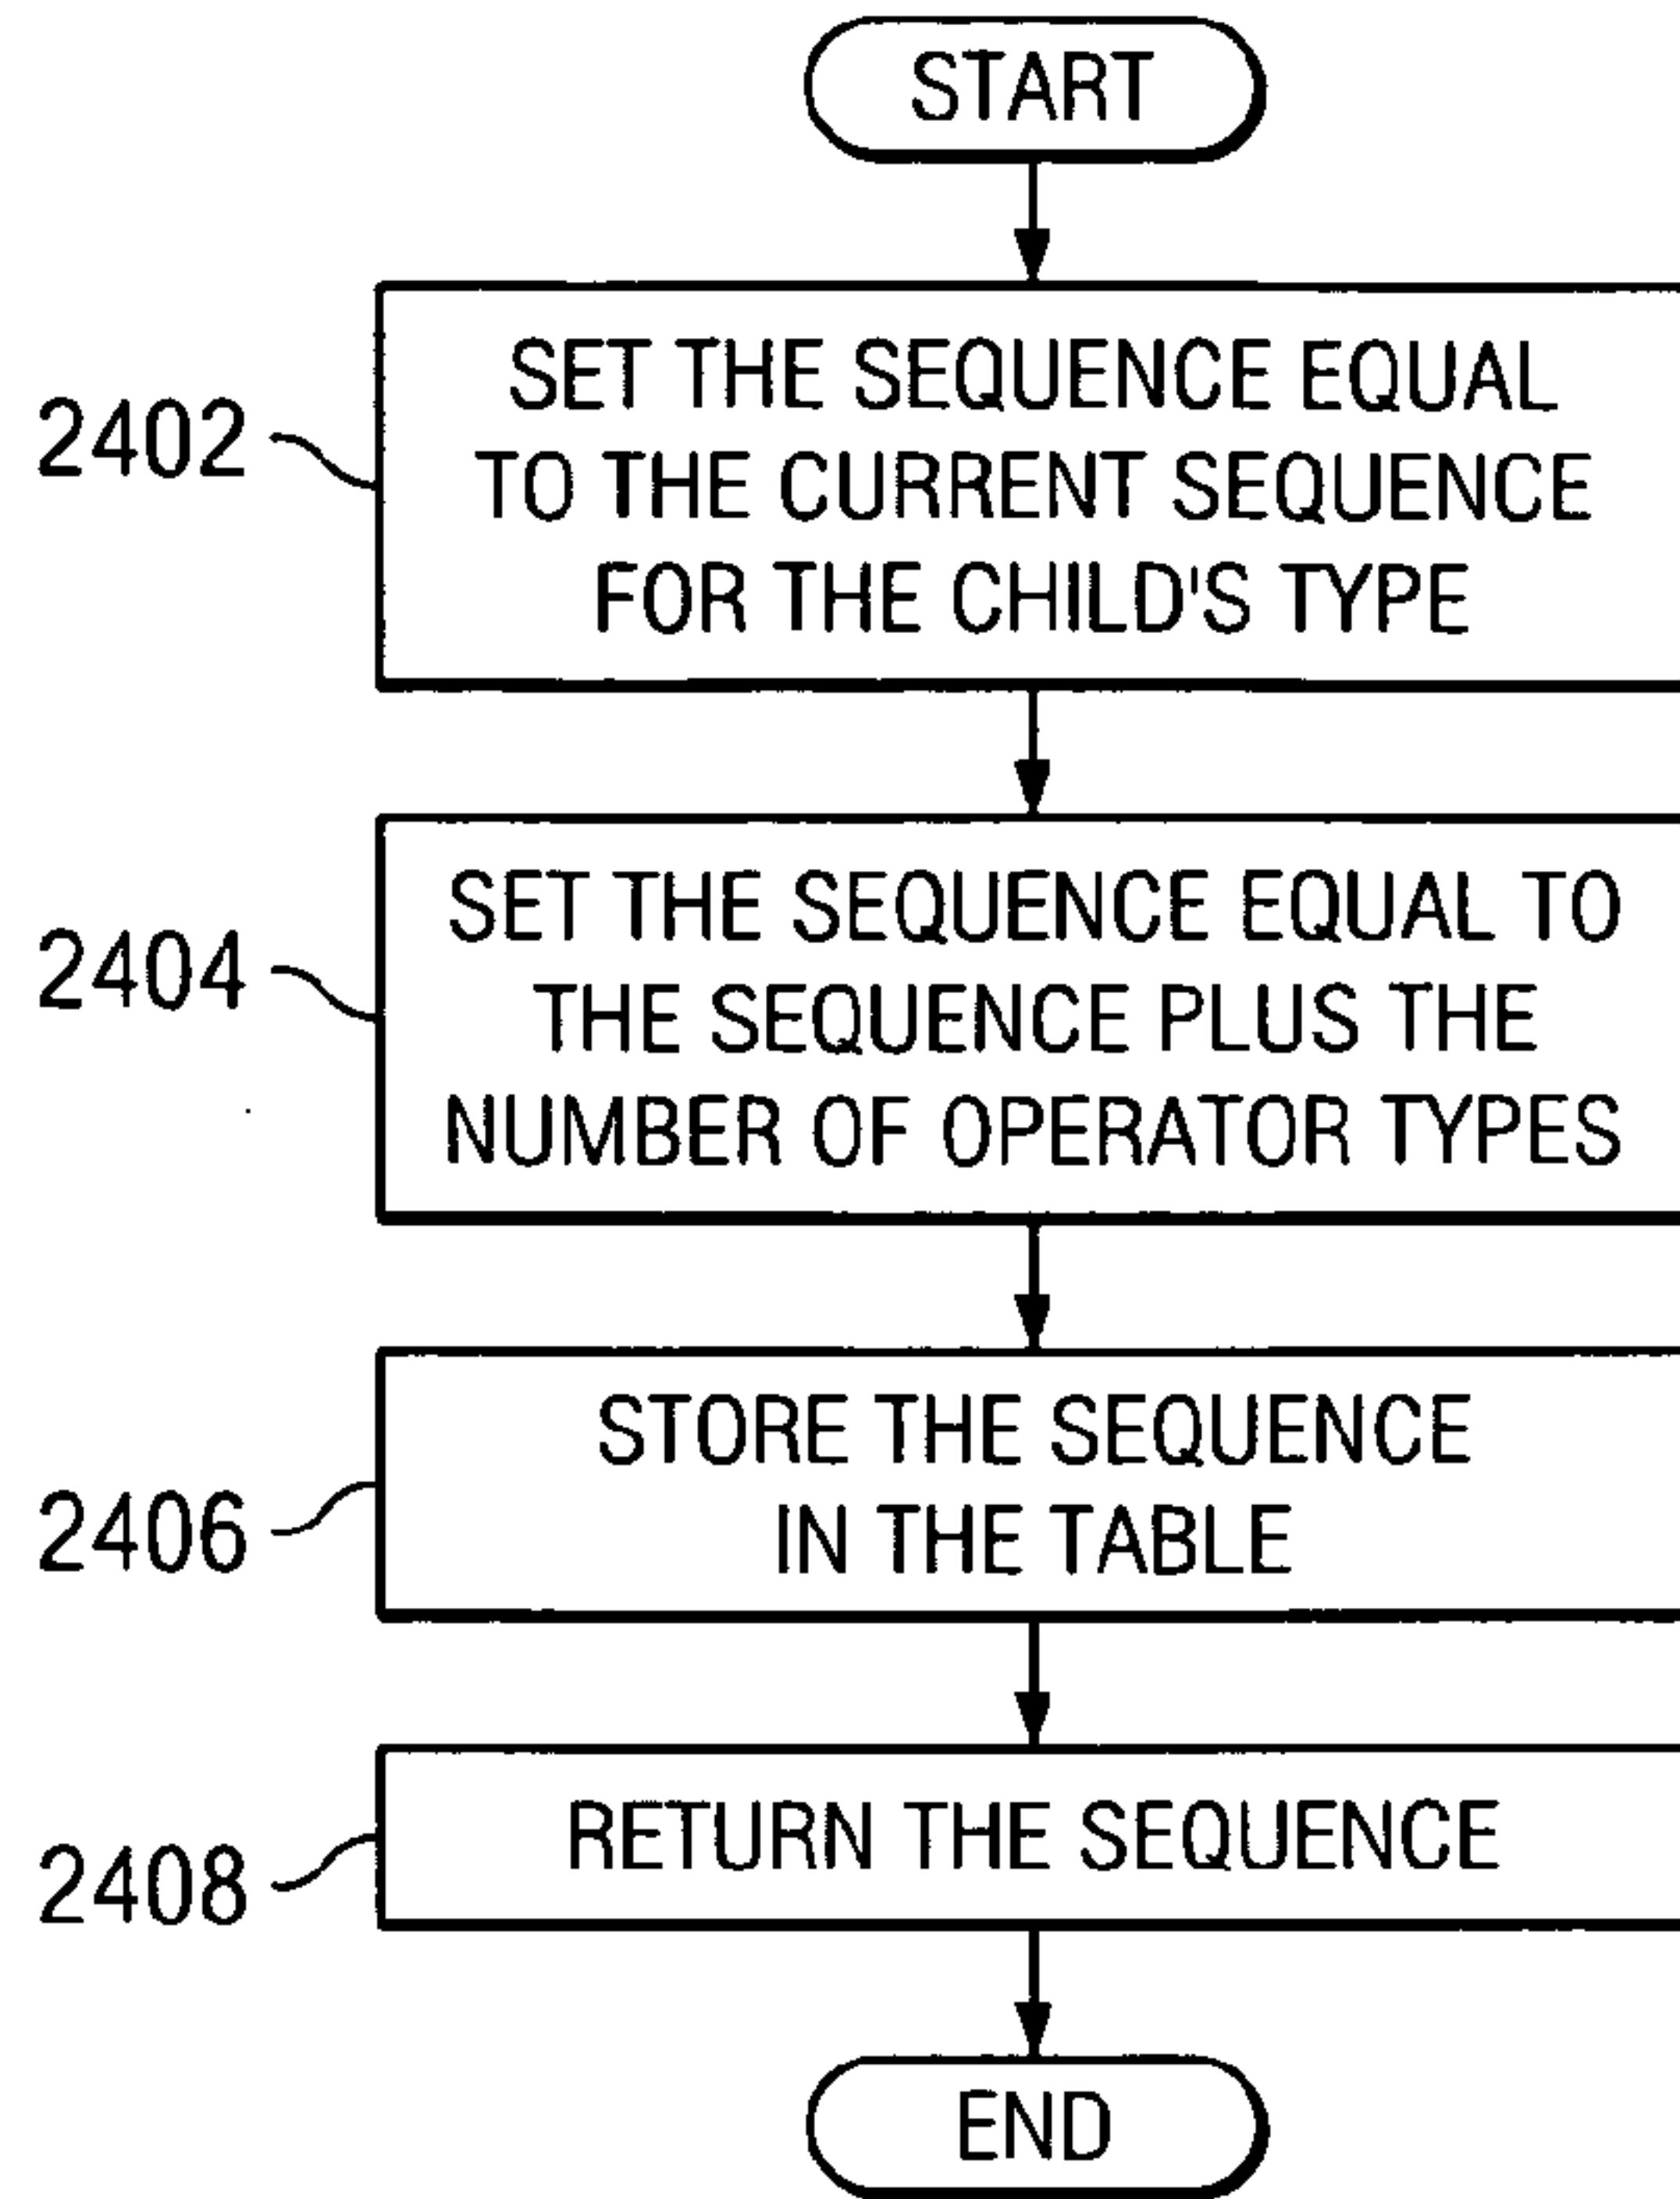 START
2402
SET THE SEQUENCE EQUAL
TO THE CURRENT SEQUENCE
FOR THE CHILD'S TYPE
2404
SET THE SEQUENCE EQUAL TO
THE SEQUENCE PLUS THE
NUMBER OF OPERATOR TYPES
2406
STORE THE SEQUENCE
IN THE TABLE
2408
RETURN THE SEQUENCE
END